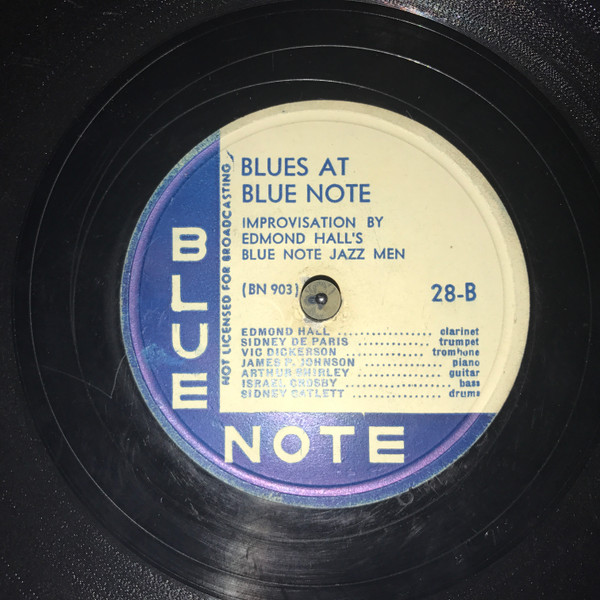 BLUES AT
BLUE NOTE
IMPROVISATION BY
EDMOND HALL'S
BLUE NOTE JAZZ MEN
(BN 903)
28-B
EDMOND HALL .................. clarinet
SIDNEY DE PARIS .............. trumpet
VIC DICKERSON ................ trombone
JAMES P. JOHNSON ................ piano
ARTHUR SHIRLEY ............... guitar
ISRAEL CROSBY .................. bass
SIDNEY CATLETT ................ drums
NOT LICENSED FOR BROADCASTING
BLUE
NOTE